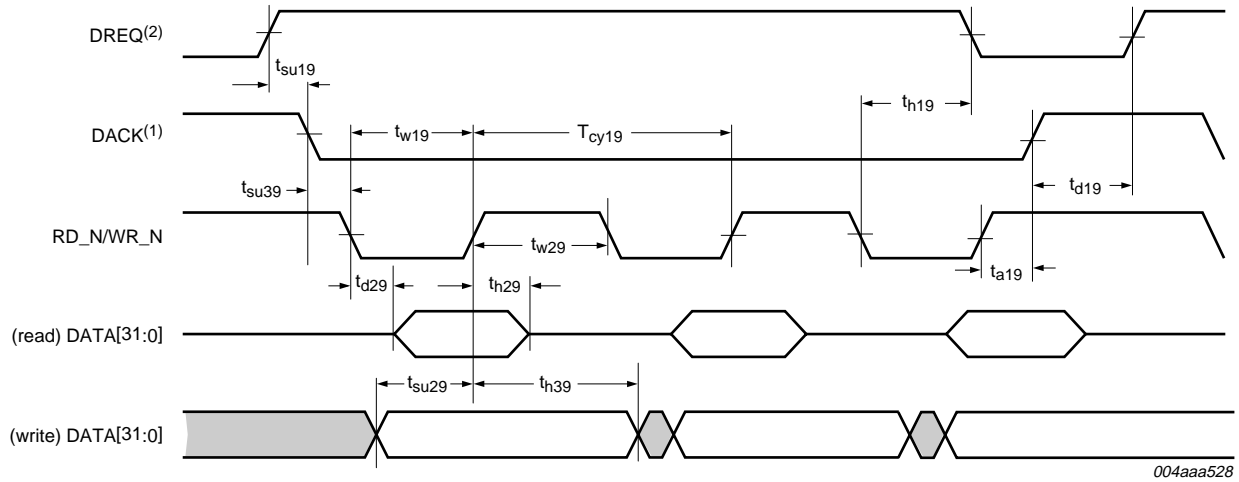 DREQ(2)
tsu19
th19
DACK(1)
tw19
Tcy19
tsu39
td19
RD_N/WR_N
tw29
td29
th29
ta19
(read) DATA[31:0]
tsu29
th39
(write) DATA[31:0]
004aaa528